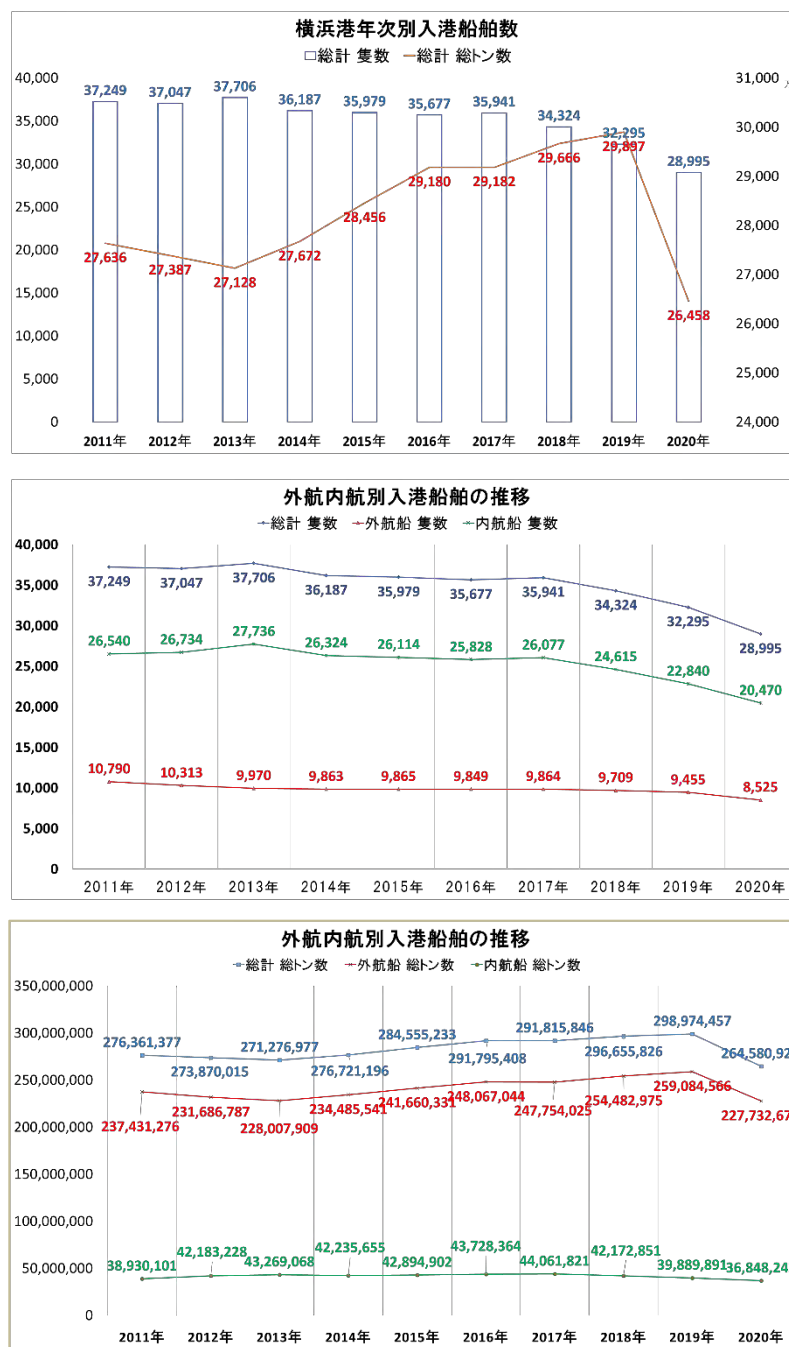 横浜港年次別入港船舶数
総計 隻数 総計 総トン数
40,000
35,000
30,000
25,000
20,000
15,000
10,000
5,000
0
37,249 37,047 37,706 36,187 35,979 35,677 35,941 34,324 32,295 28,995
27,636 27,387 27,128 27,672 28,456 29,180 29,182 29,666 29,897 26,458
31,000
30,000
29,000
28,000
27,000
26,000
25,000
24,000
2011年 2012年 2013年 2014年 2015年 2016年 2017年 2018年 2019年 2020年
外航内航別入港船舶の推移
総計 隻数 外航船 隻数 内航船 隻数
40,000
35,000
30,000
25,000
20,000
15,000
10,000
5,000
0
37,249 37,047 37,706 36,187 35,979 35,677 35,941 34,324 32,295 28,995
26,540 26,734 27,736 26,324 26,114 25,828 26,077 24,615 22,840 20,470
10,790 10,313 9,970 9,863 9,865 9,849 9,864 9,709 9,455 8,525
2011年 2012年 2013年 2014年 2015年 2016年 2017年 2018年 2019年 2020年
外航内航別入港船舶の推移
総計 総トン数 外航船 総トン数 内航船 総トン数
350,000,000
300,000,000
250,000,000
200,000,000
150,000,000
100,000,000
50,000,000
0
276,361,377 273,870,015 271,276,977 276,721,196 284,555,233 291,795,408 291,815,846 296,655,826 298,974,457 264,580,92
237,431,276 231,686,787 228,007,909 234,485,541 241,660,331 248,067,044 247,754,025 254,482,975 259,084,566 227,732,67
38,930,101 42,183,228 43,269,068 42,235,655 42,894,902 43,728,364 44,061,821 42,172,851 39,889,891 36,848,24
2011年 2012年 2013年 2014年 2015年 2016年 2017年 2018年 2019年 2020年